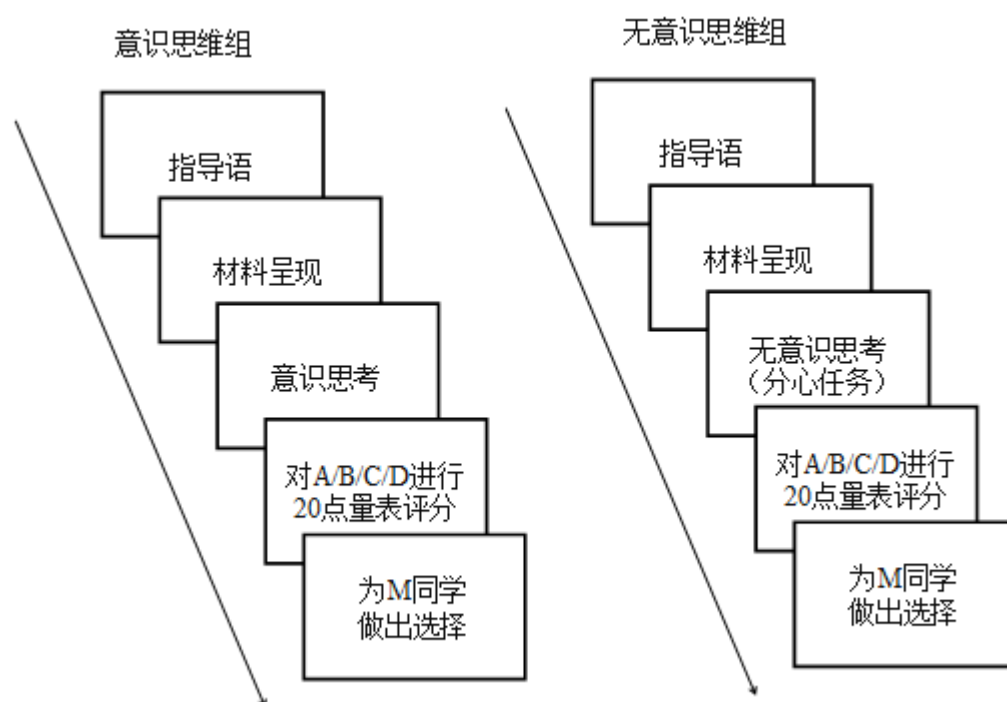 意识思维组
指导语
材料呈现
意识思考
对A/B/C/D进行
20点量表评分
为M同学
做出选择
无意识思维组
指导语
材料呈现
无意识思考
（分心任务）
对A/B/C/D进行
20点量表评分
为M同学
做出选择